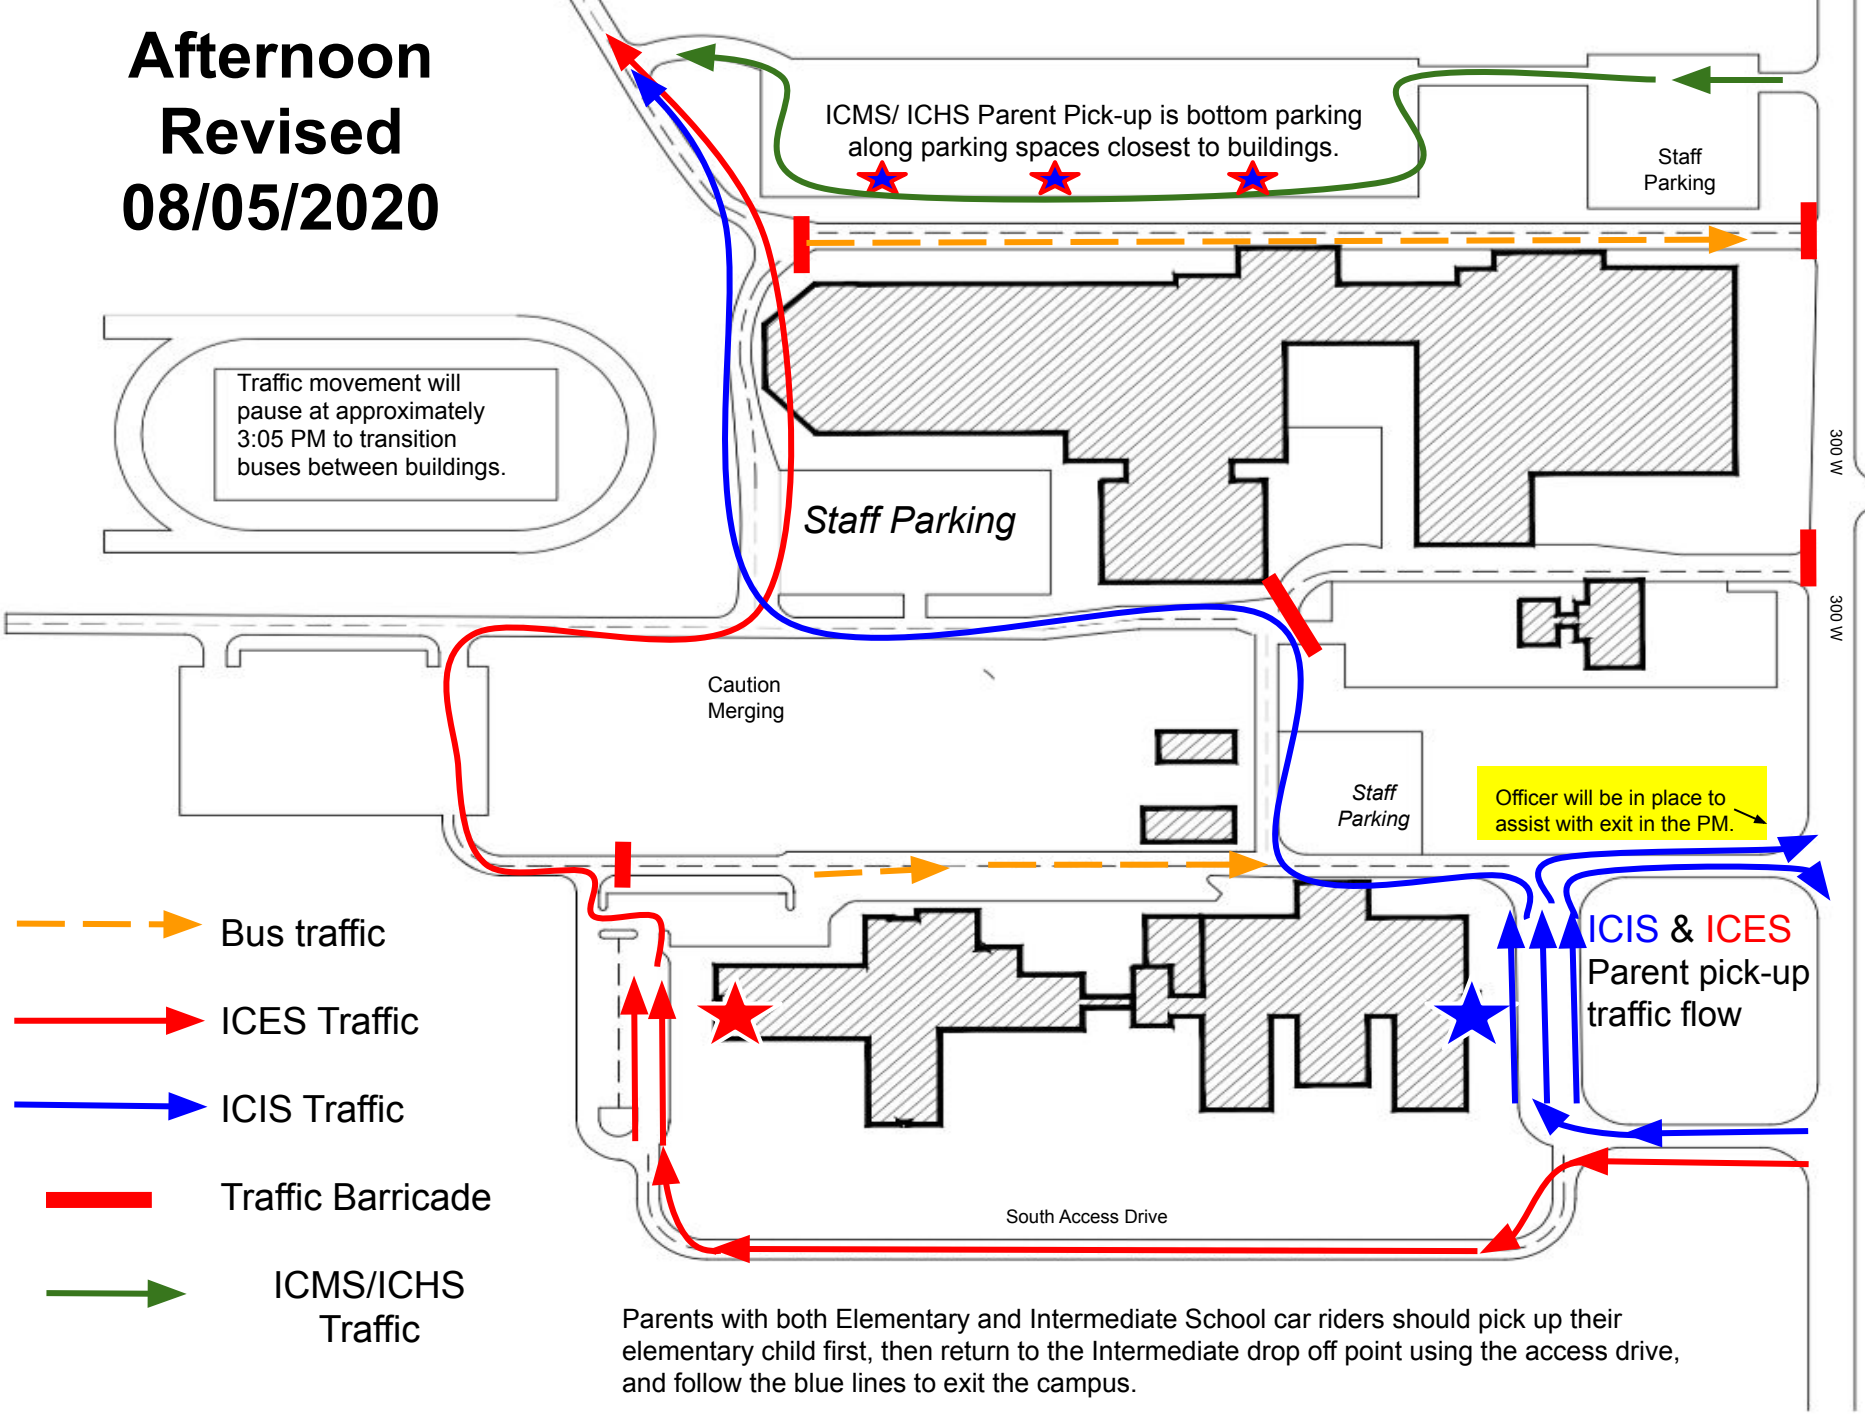 Afternoon
Revised
08/05/2020
ICMS/ ICHS Parent Pick-up is bottom parking
along parking spaces closest to buildings.
Staff
Parking
Traffic movement will
pause at approximately
3:05 PM to transition
buses between buildings.
300 W
Staff Parking
300 W
Caution
Merging
Staff
Parking
Officer will be in place to
assist with exit in the PM.
Bus traffic
ICES Traffic
ICIS Traffic
Traffic Barricade
ICMS/ICHS
Traffic
ICIS & ICES
Parent pick-up
traffic flow
South Access Drive
Parents with both Elementary and Intermediate School car riders should pick up their
elementary child first, then return to the Intermediate drop off point using the access drive,
and follow the blue lines to exit the campus.